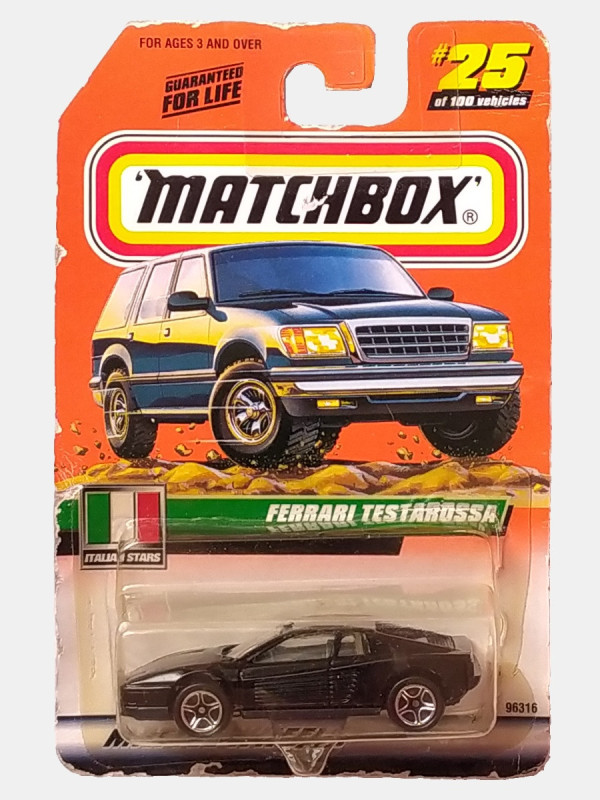 FOR AGES 3 AND OVER
GUARANTEED
FOR LIFE
#25
of 100 vehicles
'MATCHBOX'®
FERRARI TESTAROSSA
ITALIAN STARS
96316